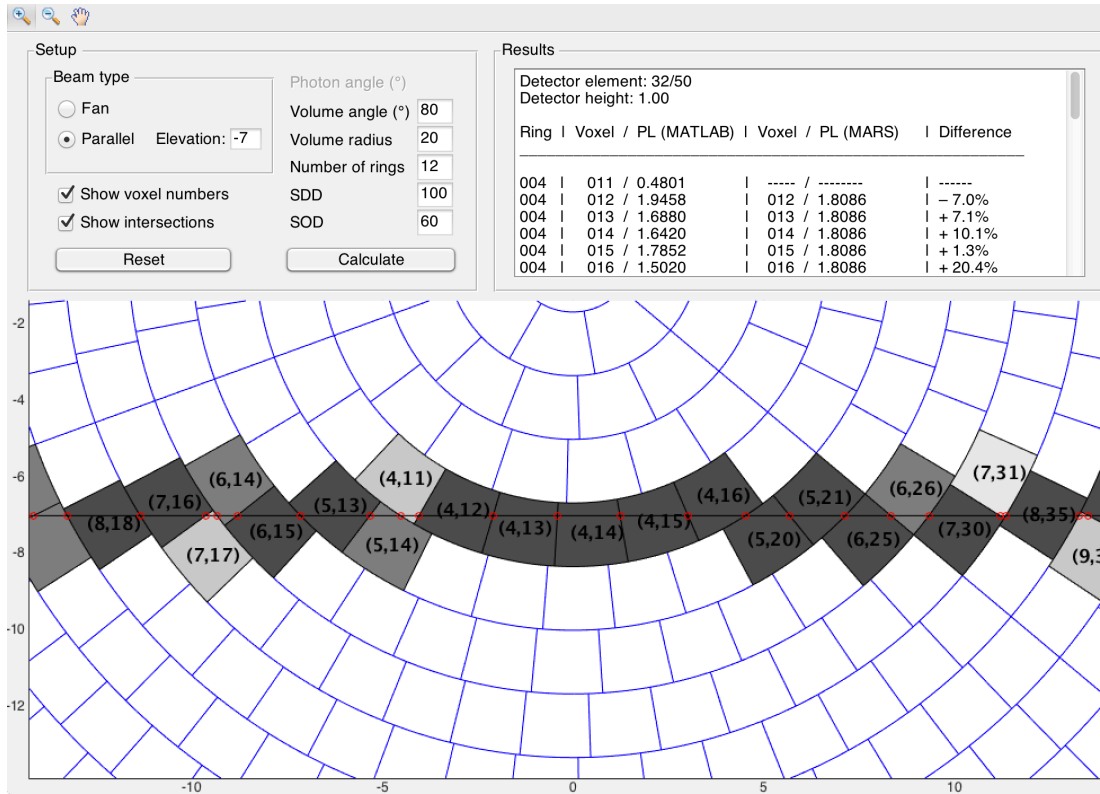 Setup
Beam type
Fan
Parallel Elevation: -7
Show voxel numbers
Show intersections
Reset
Photon angle (°)
Volume angle (°) 80
Volume radius 20
Number of rings 12
SDD 100
SOD 60
Calculate
Results
Detector element: 32/50
Detector height: 1.00
Ring | Voxel / PL (MATLAB) | Voxel / PL (MARS) | Difference
004 | 011 / 0.4801 | ----- / -------- | ------
004 | 012 / 1.9458 | 012 / 1.8086 | – 7.0%
004 | 013 / 1.6880 | 013 / 1.8086 | + 7.1%
004 | 014 / 1.6420 | 014 / 1.8086 | + 10.1%
004 | 015 / 1.7852 | 015 / 1.8086 | + 1.3%
004 | 016 / 1.5020 | 016 / 1.8086 | + 20.4%
-2
-4
-6
-8
-10
-12
(8,18)
(7,16)
(7,17)
(6,14)
(6,15)
(5,13)
(5,14)
(4,11)
(4,12)
(4,13)
(4,14)
(4,15)
(4,16)
(5,20)
(5,21)
(6,25)
(6,26)
(7,30)
(7,31)
(8,35)
(9,3
-10 -5 0 5 10